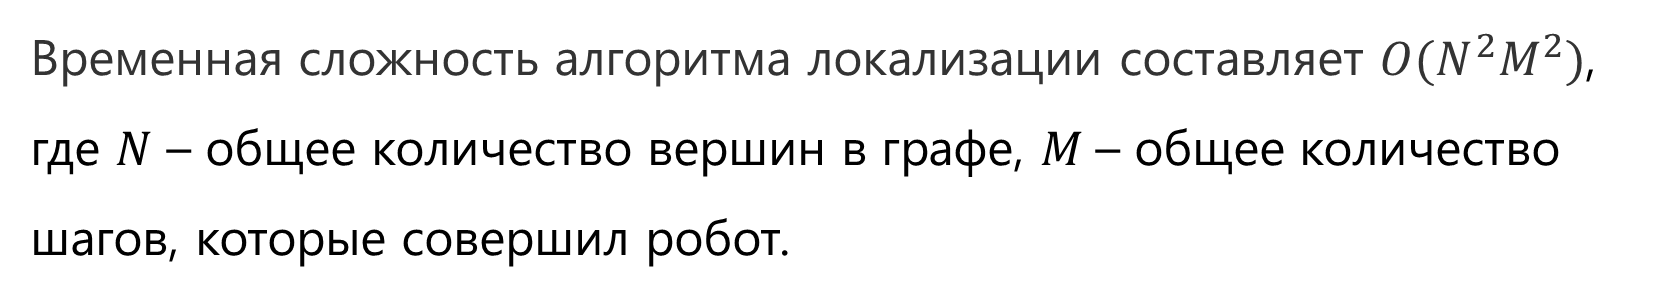 Временная сложность алгоритма локализации составляет 𝑂(𝑁²𝑀²),
где 𝑁 – общее количество вершин в графе, 𝑀 – общее количество
шагов, которые совершил робот.